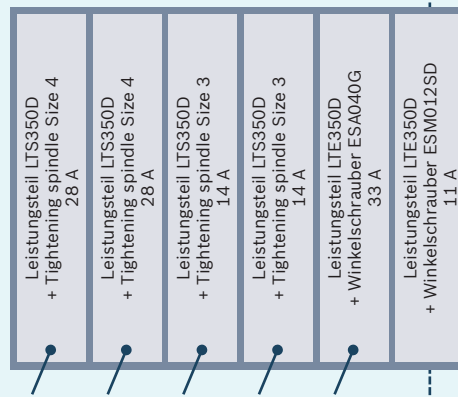 Leistungsteil LTS350D
+ Tightening spindle Size 4
28 A
Leistungsteil LTS350D
+ Tightening spindle Size 4
28 A
Leistungsteil LTS350D
+ Tightening spindle Size 3
14 A
Leistungsteil LTS350D
+ Tightening spindle Size 3
14 A
Leistungsteil LTE350D
+ Winkelschrauber ESA040G
33 A
Leistungsteil LTE350D
+ Winkelschrauber ESM012SD
11 A